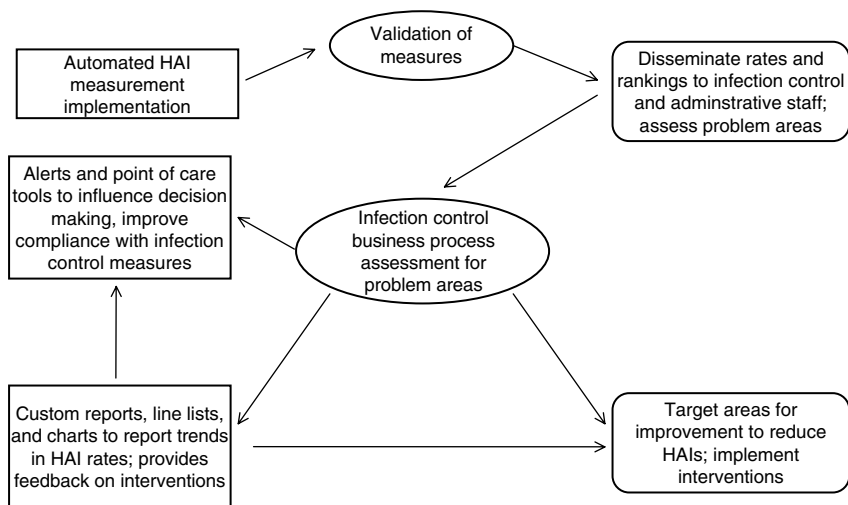 Automated HAI
measurement
implementation
Validation of
measures
Disseminate rates and
rankings to infection control
and adminstrative staff;
assess problem areas
Alerts and point of care
tools to influence decision
making, improve
compliance with infection
control measures
Infection control
business process
assessment for
problem areas
Custom reports, line lists,
and charts to report trends
in HAI rates; provides
feedback on interventions
Target areas for
improvement to reduce
HAIs; implement
interventions